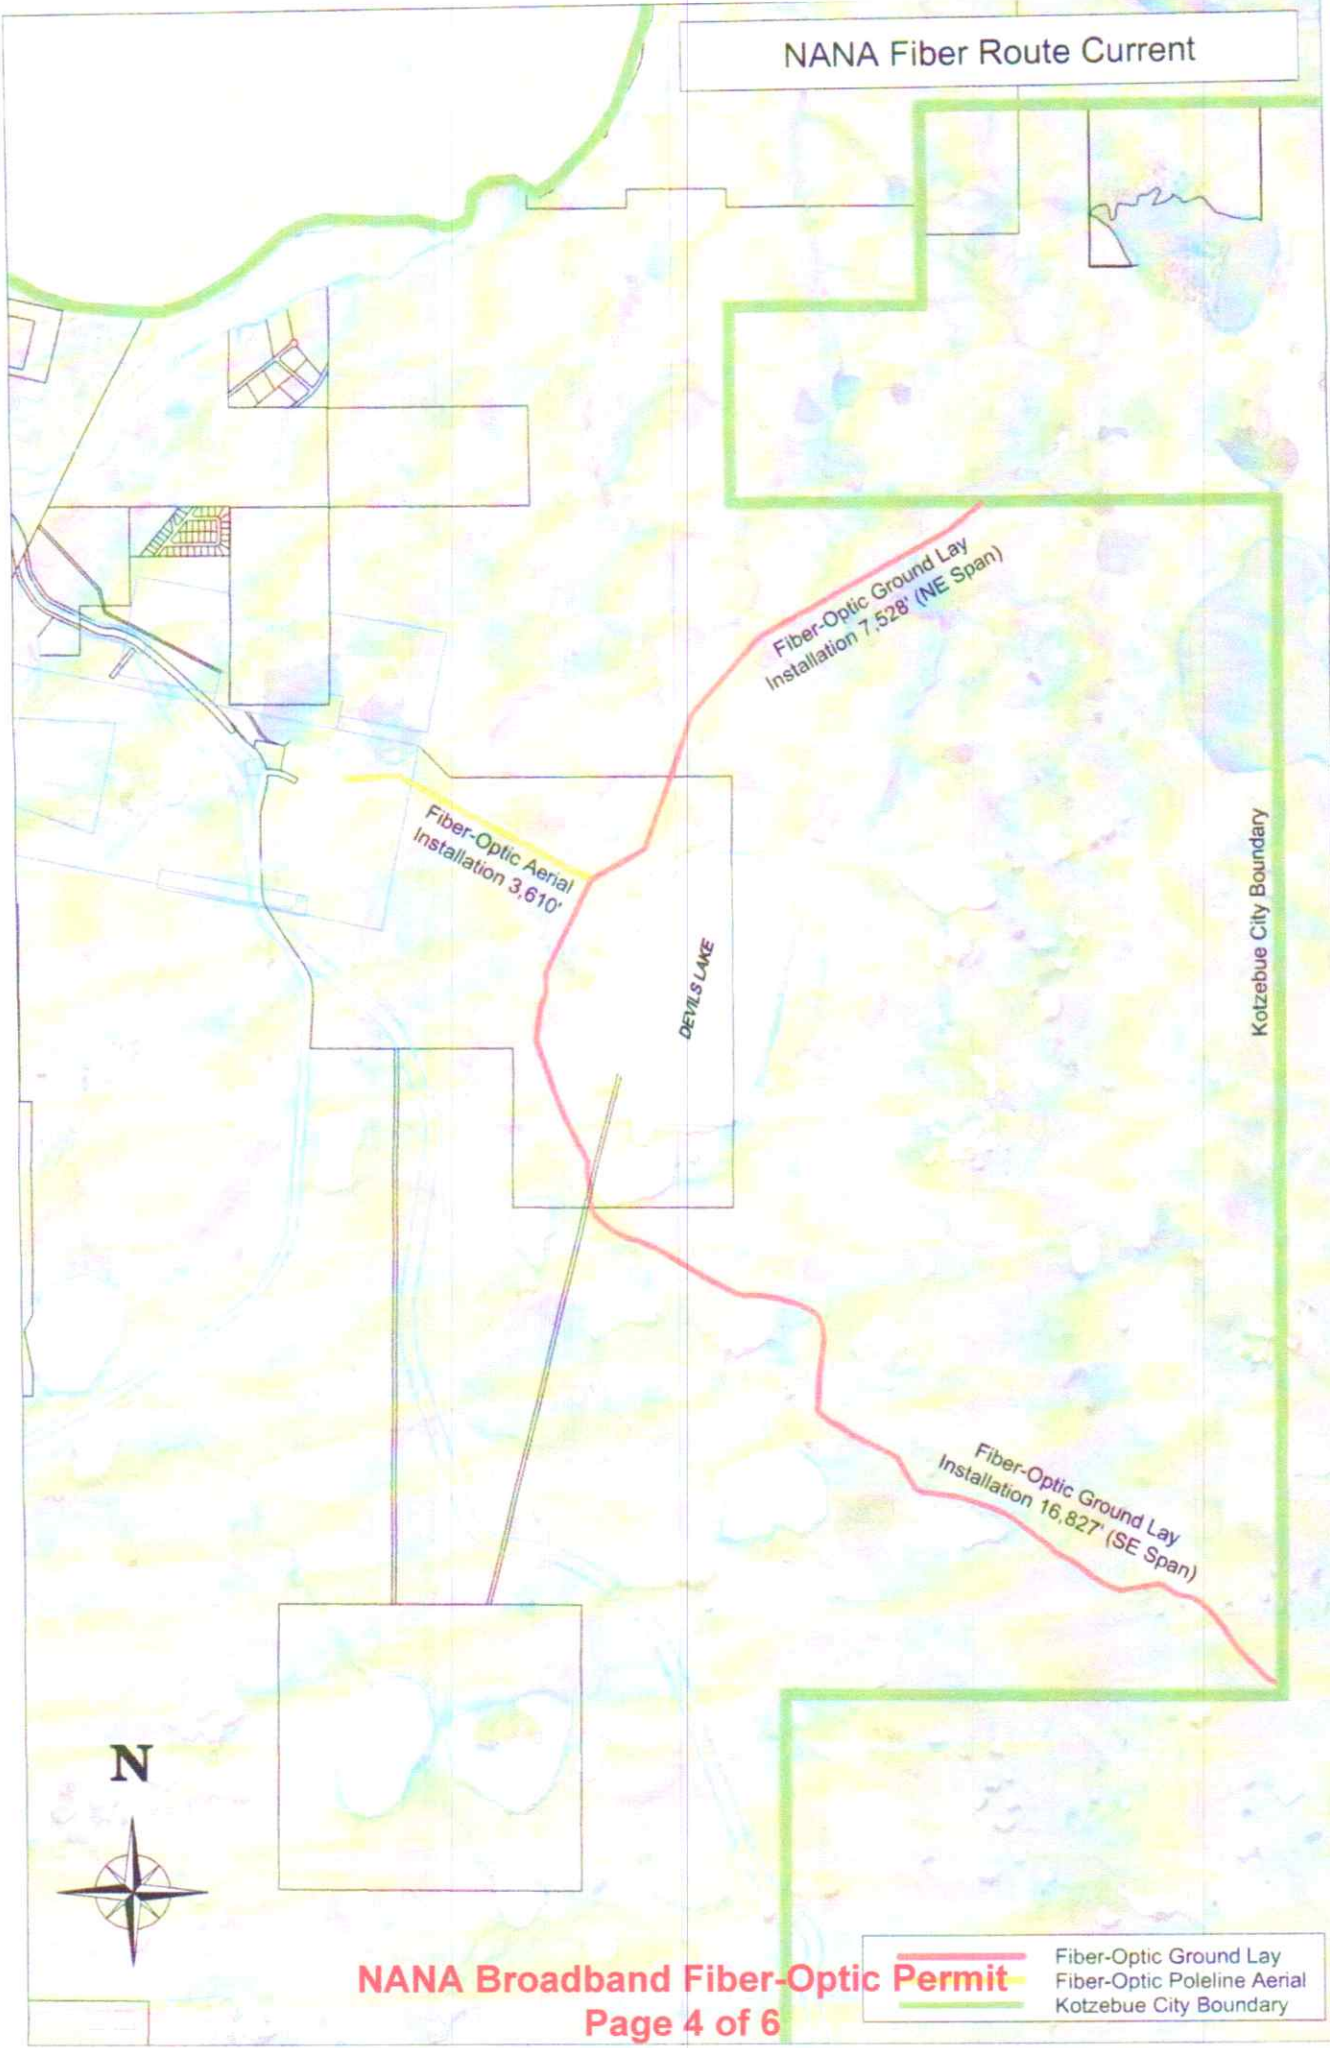 NANA Fiber Route Current
Fiber-Optic Ground Lay
Installation 7,528' (NE Span)
Fiber-Optic Aerial
Installation 3,610'
DEVILS LAKE
Kotzebue City Boundary
Fiber-Optic Ground Lay
Installation 16,827' (SE Span)
N
NANA Broadband Fiber-Optic Permit
Page 4 of 6
Fiber-Optic Ground Lay
Fiber-Optic Poleline Aerial
Kotzebue City Boundary